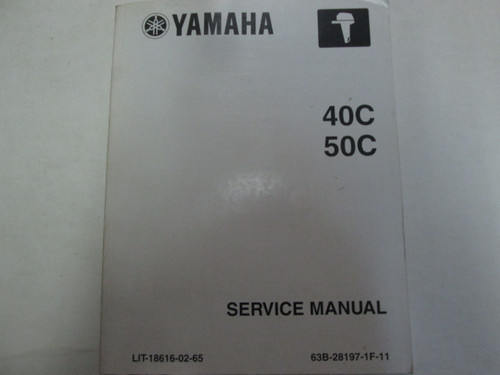 YAMAHA
40C
50C
SERVICE MANUAL
LIT-18616-02-65
63B-28197-1F-11